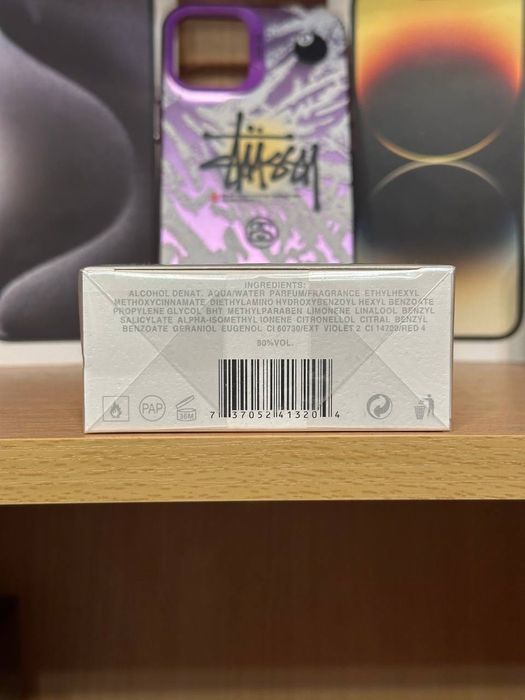 Stüssy
INGREDIENTS:
ALCOHOL DENAT. AQUA/WATER PARFUM/FRAGRANCE ETHYLHEXYL
METHOXYCINNAMATE DIETHYLAMINO HYDROXYBENZOYL HEXYL BENZOATE
PROPYLENE GLYCOL BHT METHYLPARABEN LIMONENE LINALOOL BENZYL
SALICYLATE ALPHA-ISOMETHYL IONENE CITRONELLOL CITRAL BENZYL
BENZOATE GERANIOL EUGENOL CI 60730/EXT VIOLET 2 CI 14700/RED 4
80%VOL.
PAP
36M
7 37052 41320 4